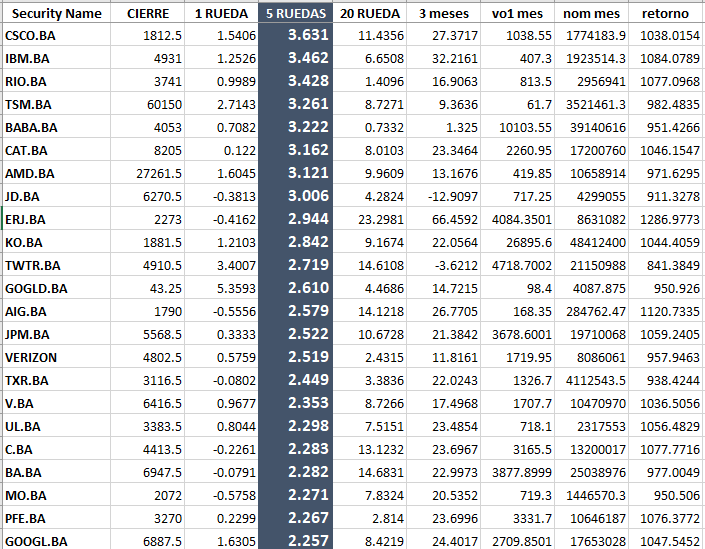 Security Name CIERRE 1 RUEDA 5 RUEDAS 20 RUEDA 3 meses vo1 mes nom mes retorno
CSCO.BA 1812.5 1.5406 3.631 11.4356 27.3717 1038.55 1774183.9 1038.0154
IBM.BA 4931 1.2526 3.462 6.6508 32.2161 407.3 1923514.3 1084.0789
RIO.BA 3741 0.9989 3.428 1.4096 16.9063 813.5 2956941 1077.0968
TSM.BA 60150 2.7143 3.261 8.7271 9.3636 61.7 3521461.3 982.4835
BABA.BA 4053 0.7082 3.222 0.7332 1.325 10103.55 39140616 951.4266
CAT.BA 8205 0.122 3.162 8.0103 23.3464 2260.95 17200760 1046.1547
AMD.BA 27261.5 1.6045 3.121 9.9609 13.1676 419.85 10658914 971.6295
JD.BA 6270.5 -0.3813 3.006 4.2824 -12.9097 717.25 4299055 911.3278
ERJ.BA 2273 -0.4162 2.944 23.2981 66.4592 4084.3501 8631082 1286.9773
KO.BA 1881.5 1.2103 2.842 9.1674 22.0564 26895.6 48412400 1044.4059
TWTR.BA 4910.5 3.4007 2.719 14.6108 -3.6212 4718.7002 21150988 841.3849
GOGLD.BA 43.25 5.3593 2.610 4.4686 14.7215 98.4 4087.875 950.926
AIG.BA 1790 -0.5556 2.579 14.1218 26.7705 168.35 284762.47 1120.7335
JPM.BA 5568.5 0.3333 2.522 10.6728 21.3842 3678.6001 19710068 1059.2405
VERIZON 4802.5 0.5759 2.519 2.4315 11.8161 1719.95 8086061 957.9463
TXR.BA 3116.5 -0.0802 2.449 3.3836 22.0243 1326.7 4112543.5 938.4244
V.BA 6416.5 0.9677 2.353 8.7266 17.4968 1707.7 10470970 1036.5056
UL.BA 3383.5 0.8044 2.298 7.5151 23.4854 718.1 2317553 1056.4829
C.BA 4413.5 -0.2261 2.283 13.1232 23.6967 3165.5 13200017 1077.7716
BA.BA 6947.5 -0.0791 2.282 14.6831 22.9973 3877.8999 25038976 977.0049
MO.BA 2072 -0.5758 2.271 7.8324 20.5352 719.3 1446570.3 950.506
PFE.BA 3270 0.2299 2.267 2.814 23.6996 3331.7 10646187 1076.3772
GOOGL.BA 6887.5 1.6305 2.257 8.4219 24.4017 2709.8501 17653028 1047.5452